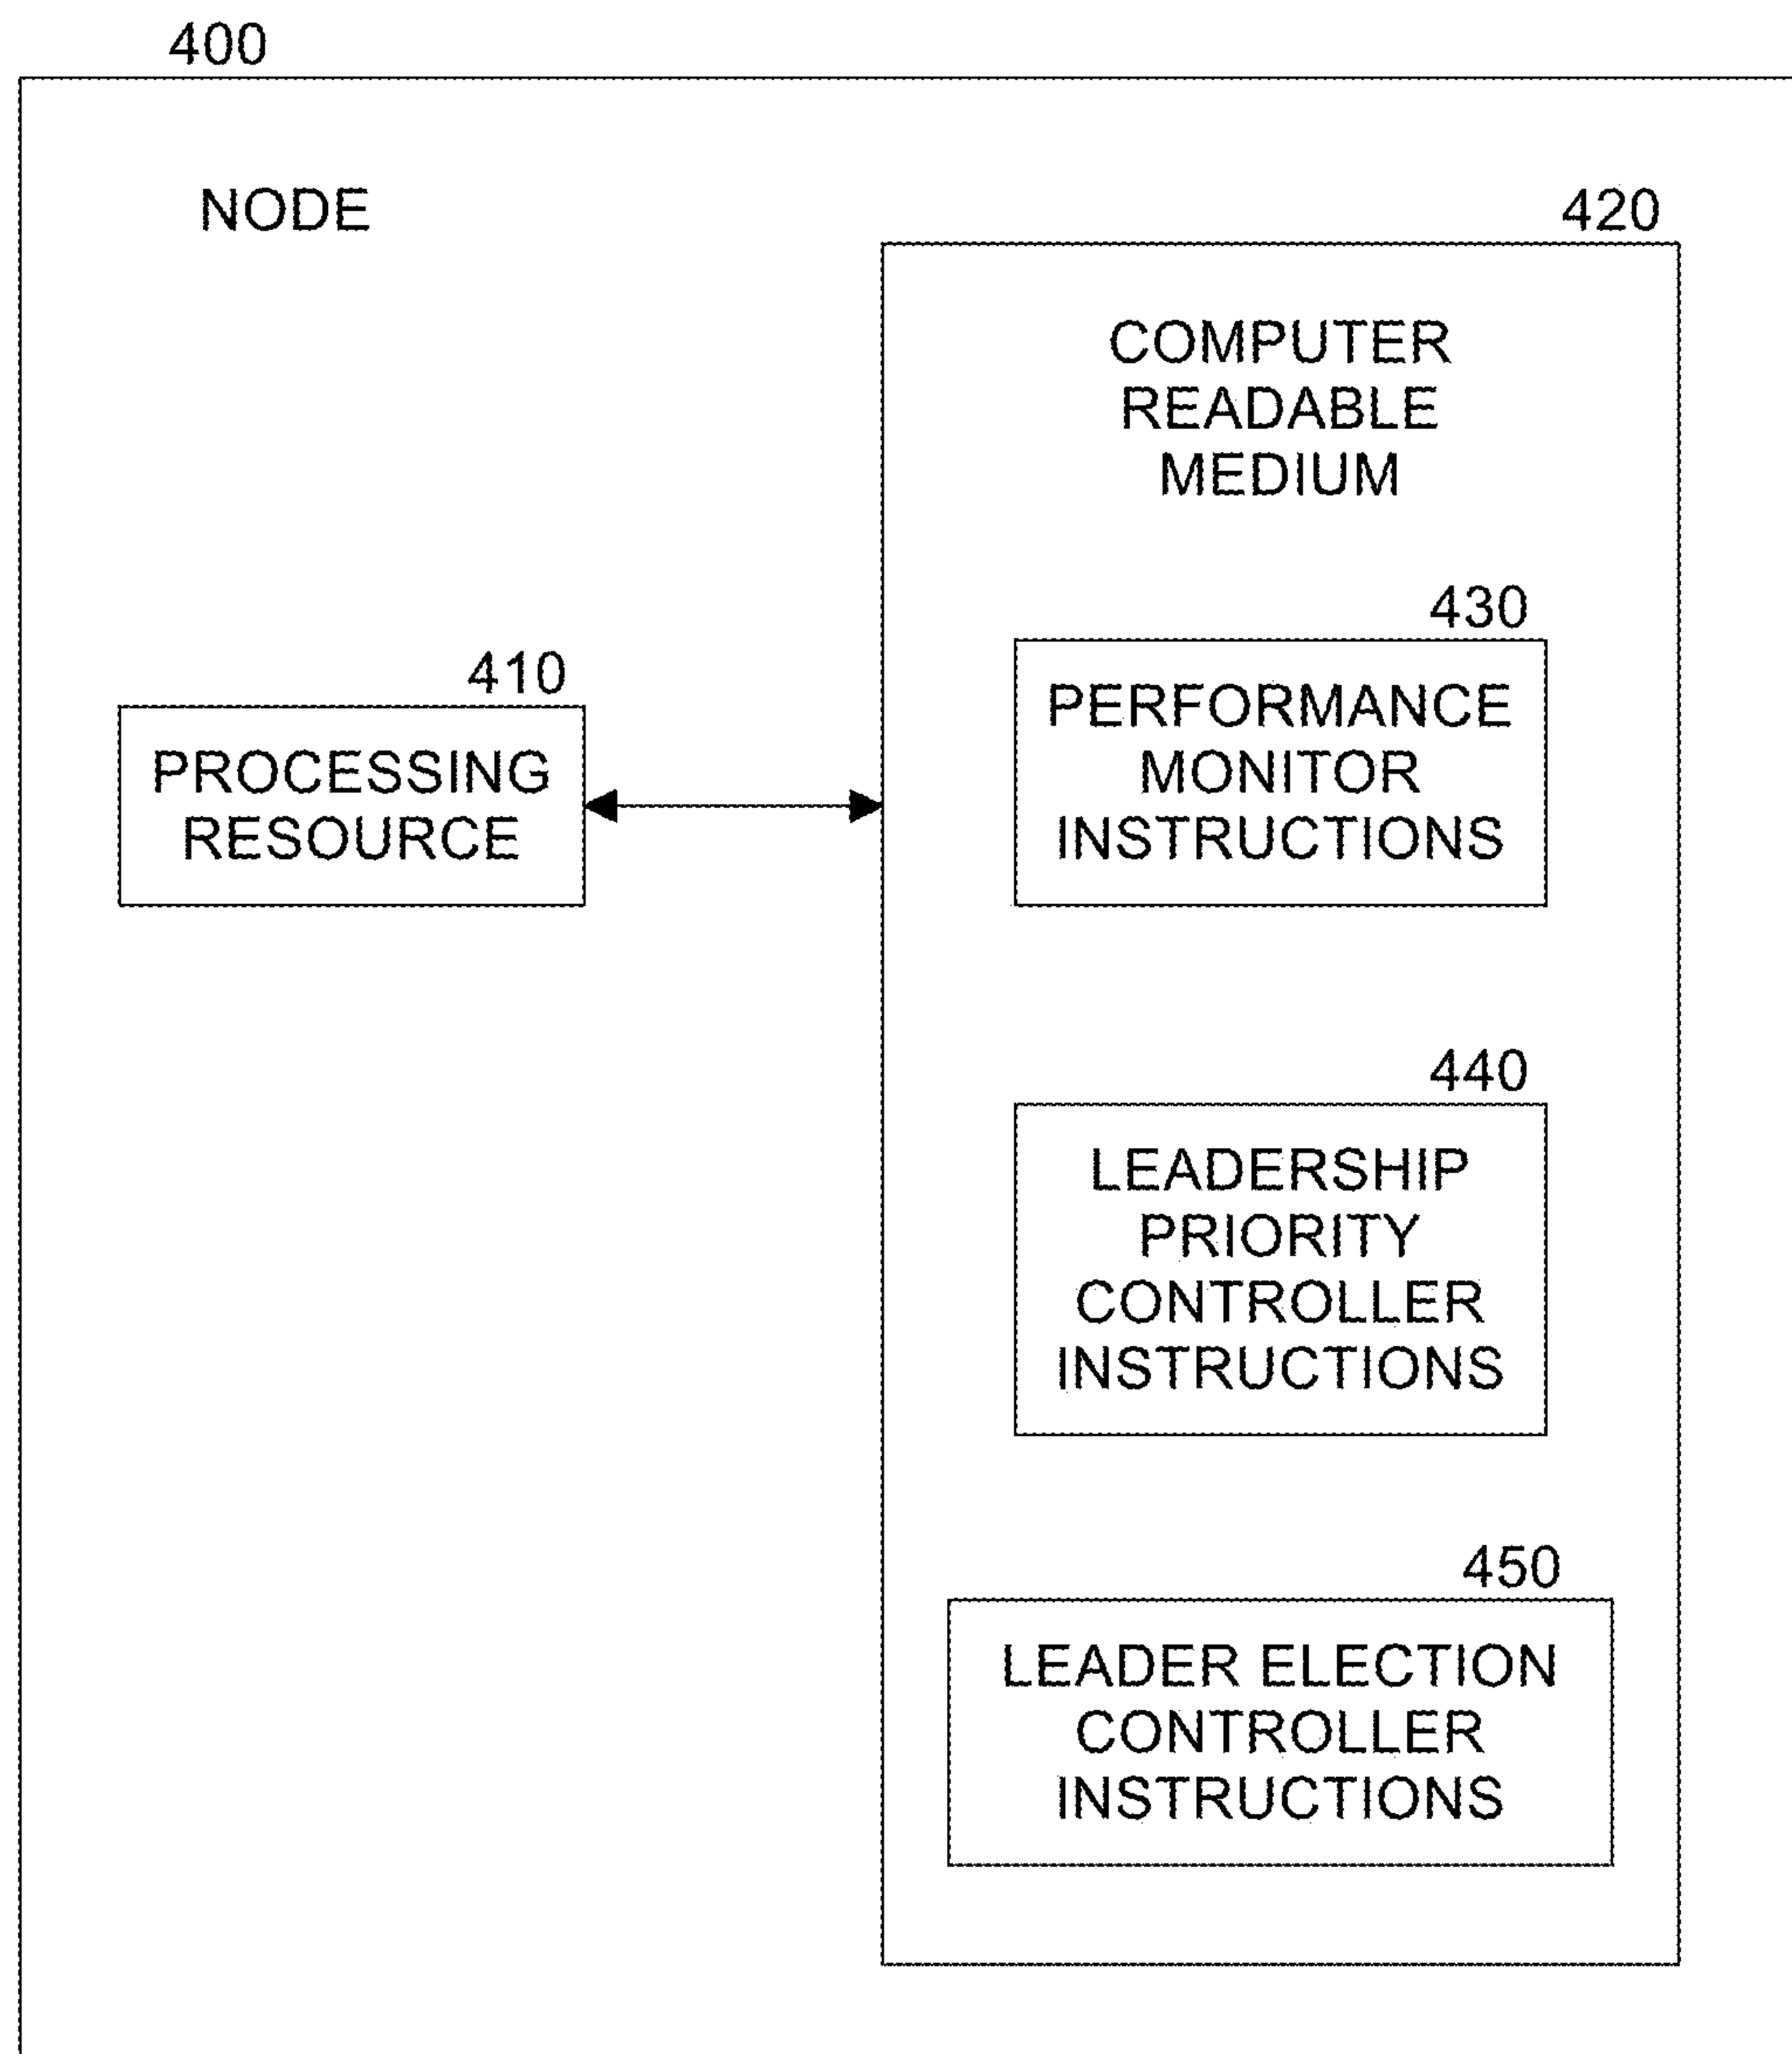 400
NODE
420
COMPUTER
READABLE
MEDIUM
430
PERFORMANCE
MONITOR
INSTRUCTIONS
410
PROCESSING
RESOURCE
440
LEADERSHIP
PRIORITY
CONTROLLER
INSTRUCTIONS
450
LEADER ELECTION
CONTROLLER
INSTRUCTIONS